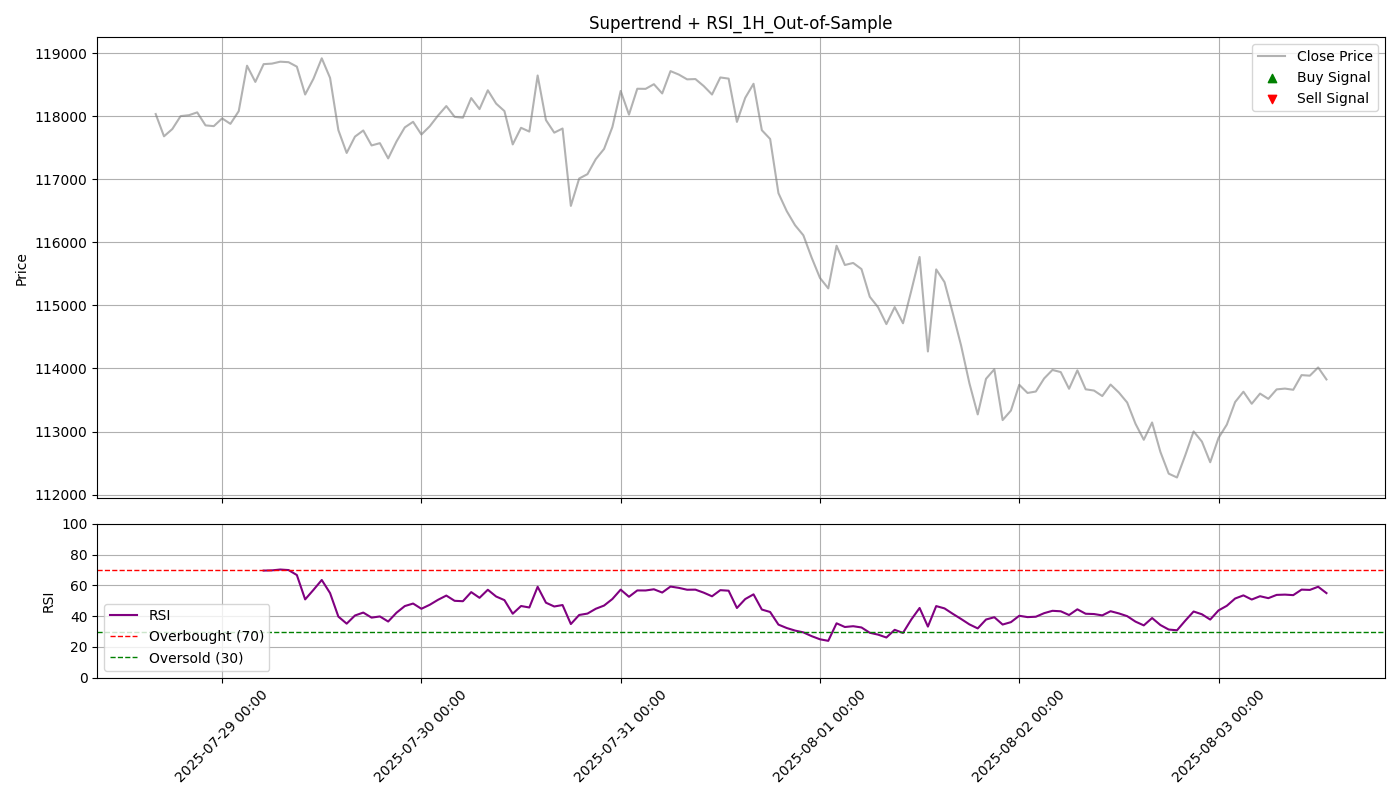 Supertrend + RSI_1H_Out-of-Sample
119000
118000
117000
116000
115000
114000
113000
112000
Price
Close Price
Buy Signal
Sell Signal
100
80
60
40
20
0
RSI
RSI
Overbought (70)
Oversold (30)
2025-07-29 00:00
2025-07-30 00:00
2025-07-31 00:00
2025-08-01 00:00
2025-08-02 00:00
2025-08-03 00:00